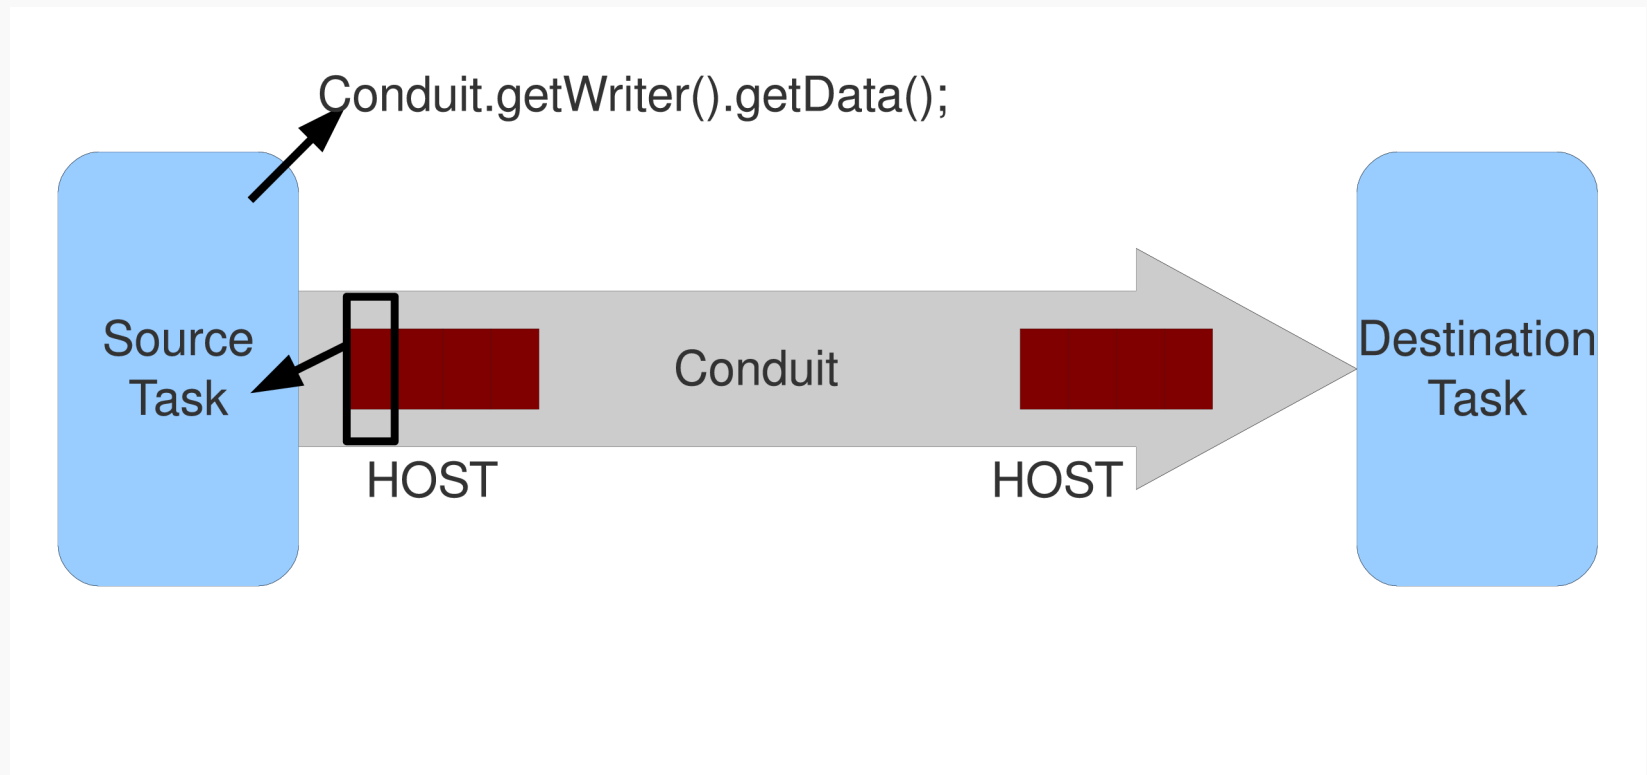 Conduit.getWriter().getData();
Source
Task
Conduit
Destination
Task
HOST
HOST